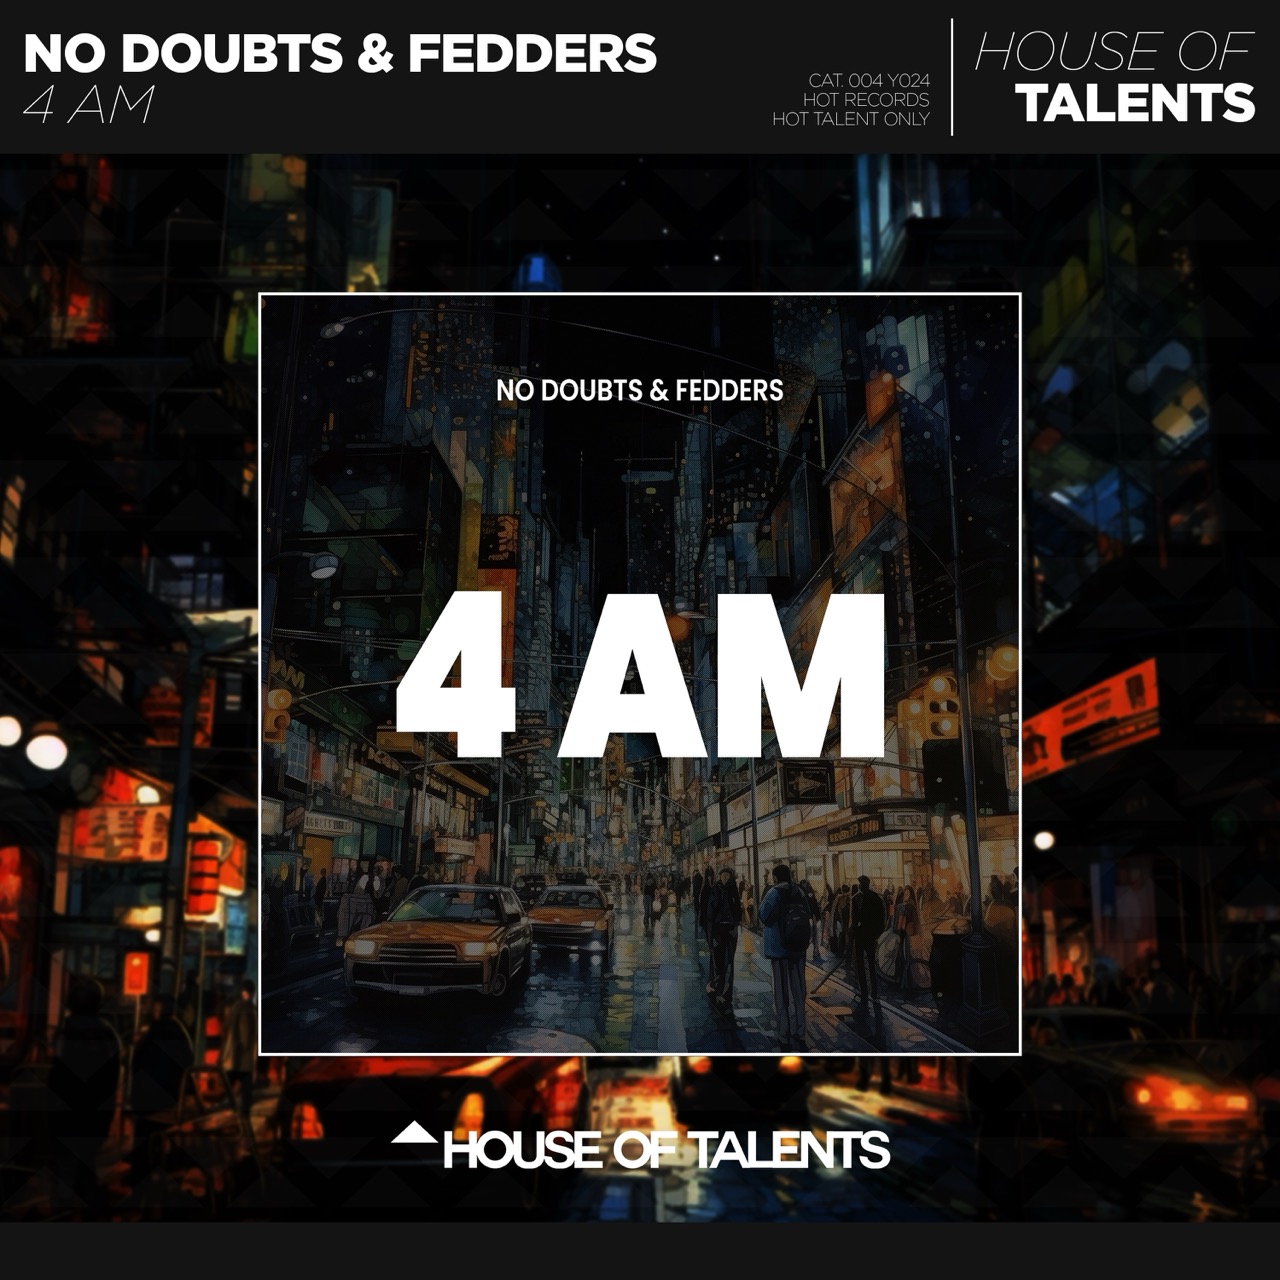 NO DOUBTS & FEDDERS
4 AM
CAT. 004 Y024
HOT RECORDS
HOT TALENT ONLY
HOUSE OF
TALENTS
NO DOUBTS & FEDDERS
4 AM
HOUSE OF TALENTS